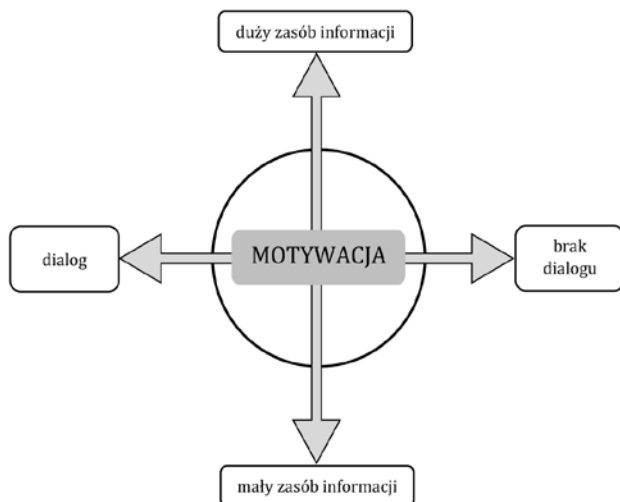 duży zasób informacji
dialog
MOTYWACJA
brak
dialogu
mały zasób informacji